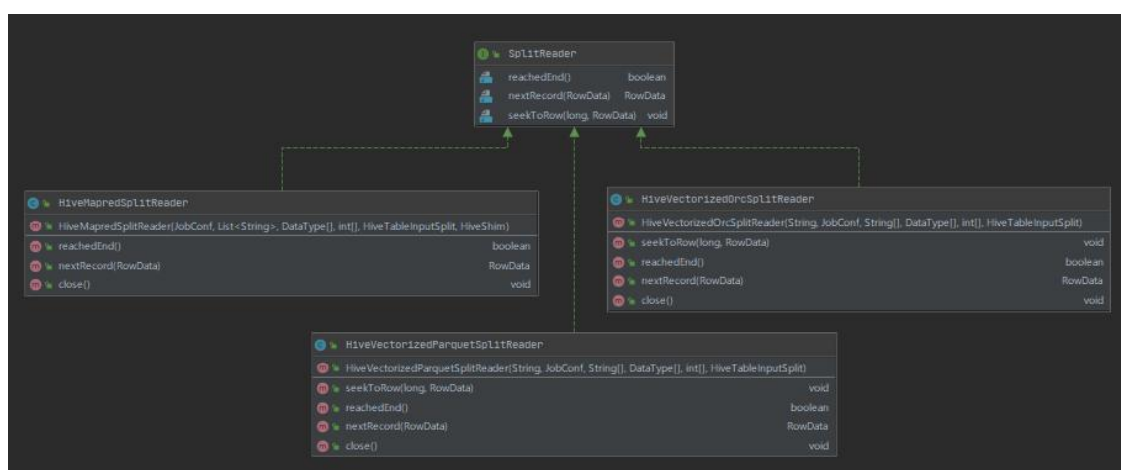 SplitReader
reachedEnd() boolean
nextRecord(RowData) RowData
seekToRow(long, RowData) void
HiveMapredSplitReader
HiveMapredSplitReader(JobConf, List<String>, DataType[], int[], HiveTableInputSplit, HiveShim)
reachedEnd() boolean
nextRecord(RowData) RowData
close() void
HiveVectorizedOrcSplitReader
HiveVectorizedOrcSplitReader(String, JobConf, String[], DataType[], int[], HiveTableInputSplit)
seekToRow(long, RowData) void
reachedEnd() boolean
nextRecord(RowData) RowData
close() void
HiveVectorizedParquetSplitReader
HiveVectorizedParquetSplitReader(String, JobConf, String[], DataType[], int[], HiveTableInputSplit)
seekToRow(long, RowData) void
reachedEnd() boolean
nextRecord(RowData) RowData
close() void